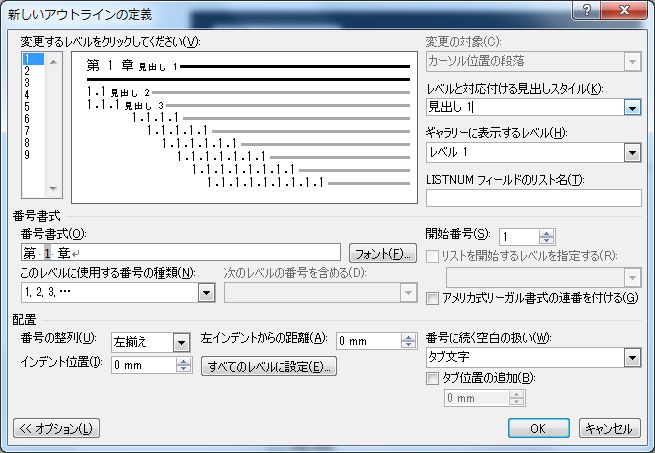 新しいアウトラインの定義
変更するレベルをクリックしてください(V):
1
2
3
4
5
6
7
8
9
第 1 章 見出し 1
1.1 見出し 2
1.1.1 見出し 3
1.1.1.1
1.1.1.1.1
1.1.1.1.1.1
1.1.1.1.1.1.1
1.1.1.1.1.1.1.1
1.1.1.1.1.1.1.1.1
変更の対象(C):
カーソル位置の段落
レベルと対応付ける見出しスタイル(K):
見出し 1
ギャラリーに表示するレベル(H):
レベル 1
LISTNUM フィールドのリスト名(T):
番号書式
番号書式(O):
第 1 章
フォント(F)...
このレベルに使用する番号の種類(N):
1, 2, 3, …
次のレベルの番号を含める(D):
開始番号(S):
1
リストを開始するレベルを指定する(R):
アメリカ式リーガル書式の連番を付ける(G)
配置
番号の整列(U):
左揃え
左インデントからの距離(A):
0 mm
インデント位置(I):
0 mm
すべてのレベルに設定(E)...
番号に続く空白の扱い(W):
タブ文字
タブ位置の追加(B):
0 mm
<< オプション(L)
OK
キャンセル